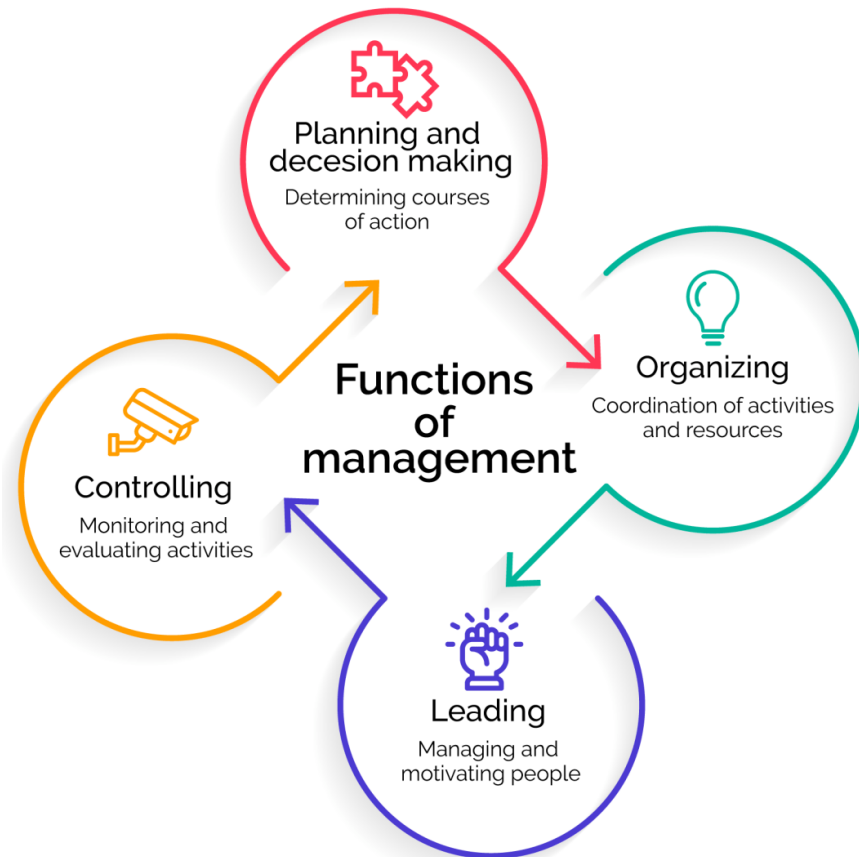 Planning and
decesion making
Determining courses
of action
Organizing
Coordination of activities
and resources
Functions
of
management
Controlling
Monitoring and
evaluating activities
Leading
Managing and
motivating people